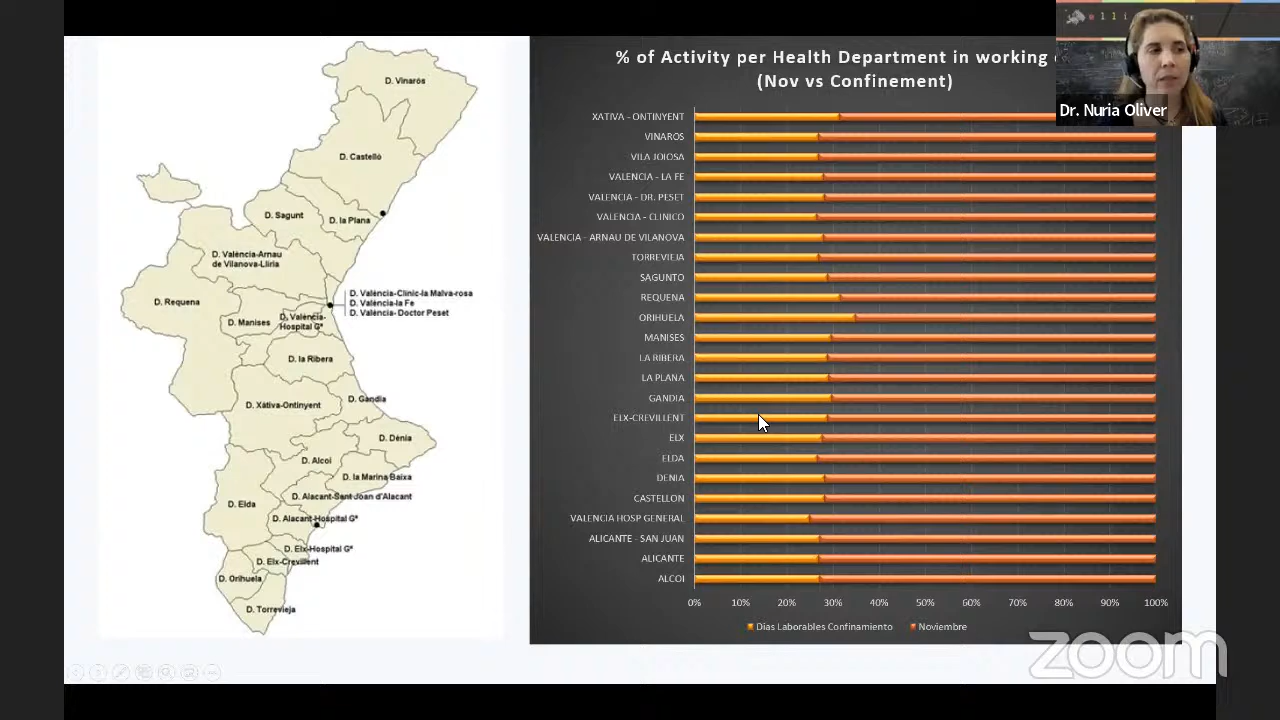 D. Vinaròs
D. Castelló
D. Sagunt
D. la Plana
D. València-Arnau
de Vilanova-Llíria
D. Requena
D. València-Clínic-la Malva-rosa
D. València-la Fe
D. València- Doctor Peset
D. Manises
D. València-
Hospital Gª
D. la Ribera
D. Xàtiva-Ontinyent
D. Gandia
D. Dénia
D. Alcoi
D. la Marina Baixa
D. Alacant-Sant Joan d'Alacant
D. Elda
D. Alacant-Hospital Gª
D. Elx-Hospital Gª
D. Elx-Crevillent
D. Orihuela
D. Torrevieja
% of Activity per Health Department in working
(Nov vs Confinement)
XATIVA - ONTINYENT
VINAROS
VILA JOIOSA
VALENCIA - LA FE
VALENCIA - DR. PESET
VALENCIA - CLINICO
VALENCIA - ARNAU DE VILANOVA
TORREVIEJA
SAGUNTO
REQUENA
ORIHUELA
MANISES
LA RIBERA
LA PLANA
GANDIA
ELX-CREVILLENT
ELX
ELDA
DENIA
CASTELLON
VALENCIA HOSP GENERAL
ALICANTE - SAN JUAN
ALICANTE
ALCOI
0% 10% 20% 30% 40% 50% 60% 70% 80% 90% 100%
Días Laborables Confinamiento Noviembre
Dr. Nuria Oliver
zoom